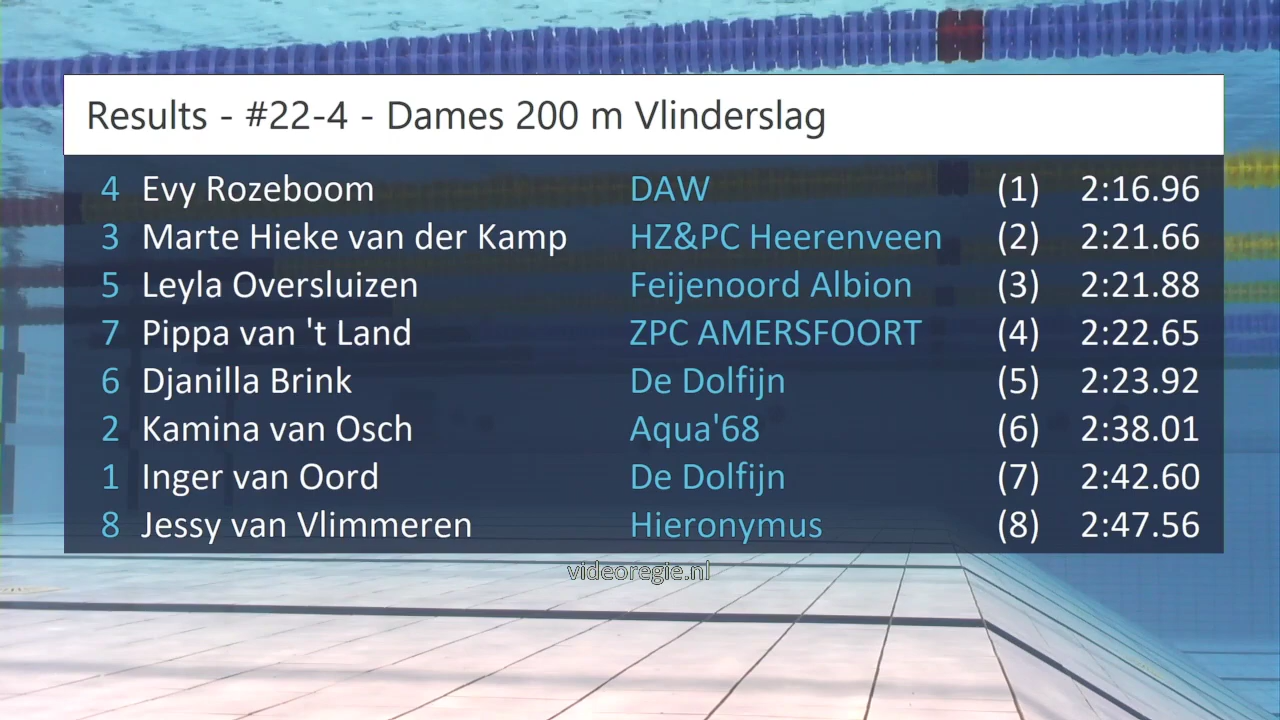 Results - #22-4 - Dames 200 m Vlinderslag
4 Evy Rozeboom DAW (1) 2:16.96
3 Marte Hieke van der Kamp HZ&PC Heerenveen (2) 2:21.66
5 Leyla Oversluizen Feijenoord Albion (3) 2:21.88
7 Pippa van 't Land ZPC AMERSFOORT (4) 2:22.65
6 Djanilla Brink De Dolfijn (5) 2:23.92
2 Kamina van Osch Aqua'68 (6) 2:38.01
1 Inger van Oord De Dolfijn (7) 2:42.60
8 Jessy van Vlimmeren Hieronymus (8) 2:47.56
videoregie.nl